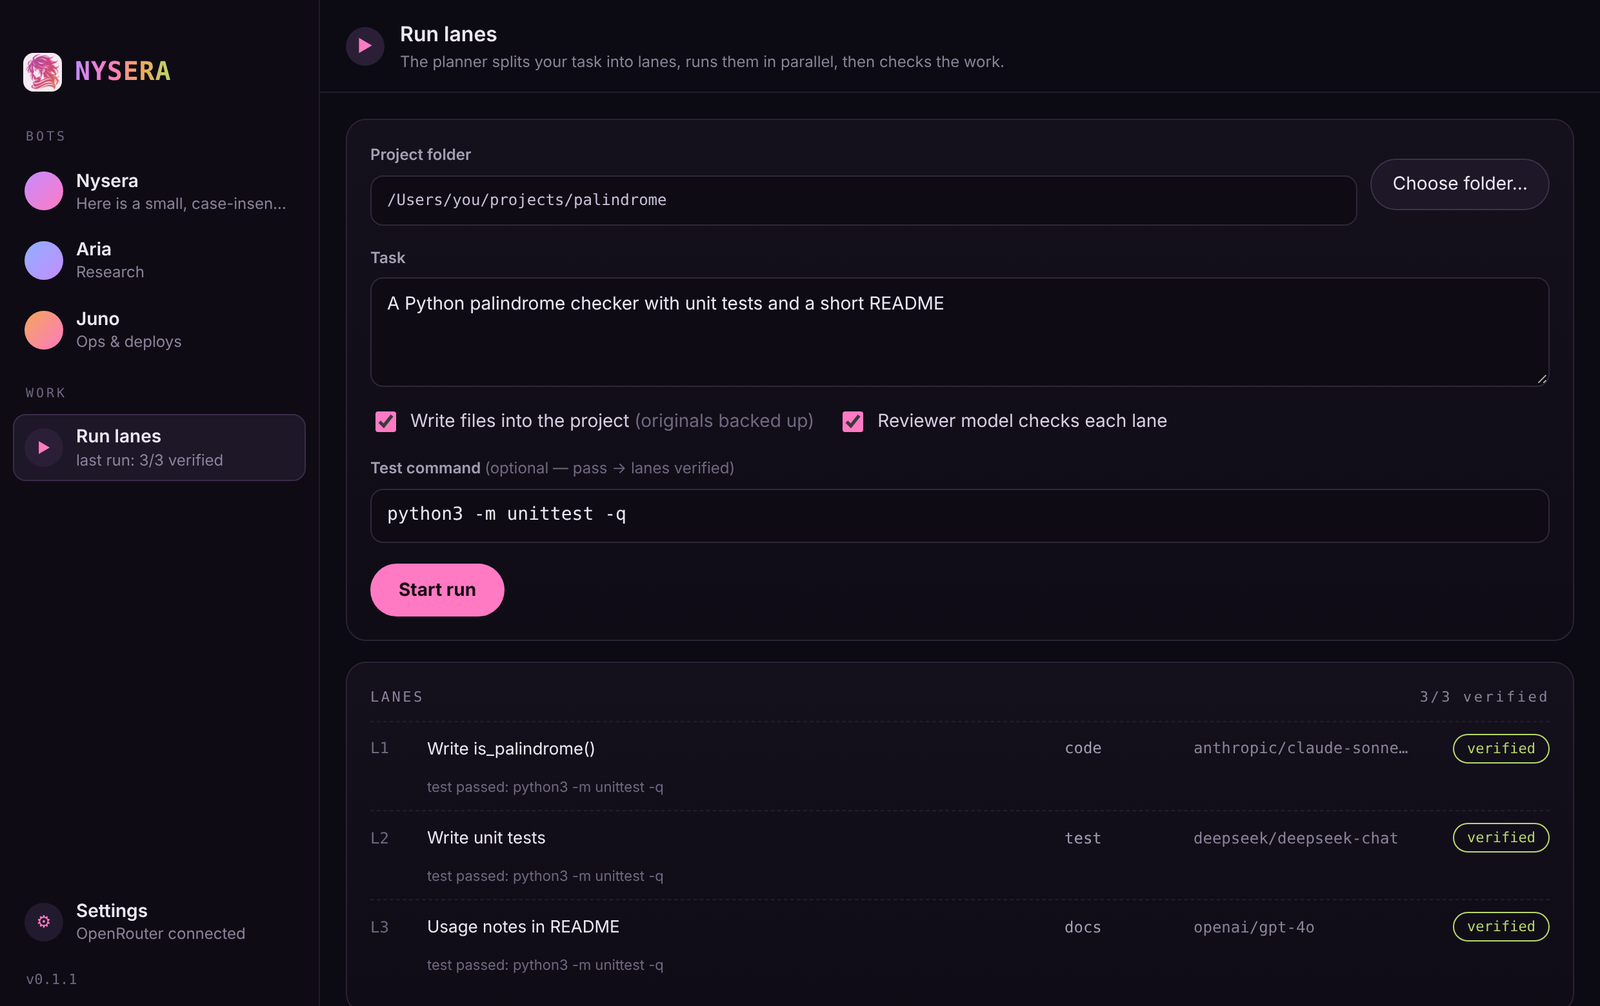 NYSERA
BOTS
Nysera
Here is a small, case-insen...
Aria
Research
Juno
Ops & deploys
WORK
Run lanes
last run: 3/3 verified
Settings
OpenRouter connected
v0.1.1
Run lanes
The planner splits your task into lanes, runs them in parallel, then checks the work.
Project folder
/Users/you/projects/palindrome
Choose folder...
Task
A Python palindrome checker with unit tests and a short README
Write files into the project (originals backed up)
Reviewer model checks each lane
Test command (optional — pass → lanes verified)
python3 -m unittest -q
Start run
LANES
3/3 verified
L1 Write is_palindrome() code anthropic/claude-sonne… verified
test passed: python3 -m unittest -q
L2 Write unit tests test deepseek/deepseek-chat verified
test passed: python3 -m unittest -q
L3 Usage notes in README docs openai/gpt-4o verified
test passed: python3 -m unittest -q